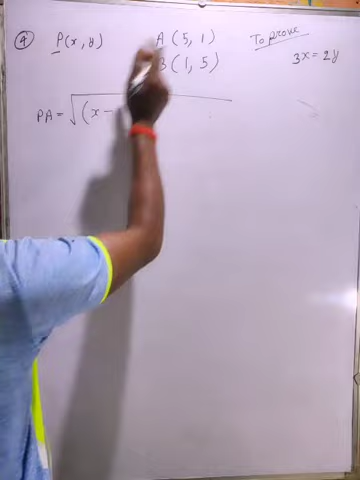 ④ P(x, y) A (5, 1) To prove
B (1, 5) 3x = 2y
PA = √(x −